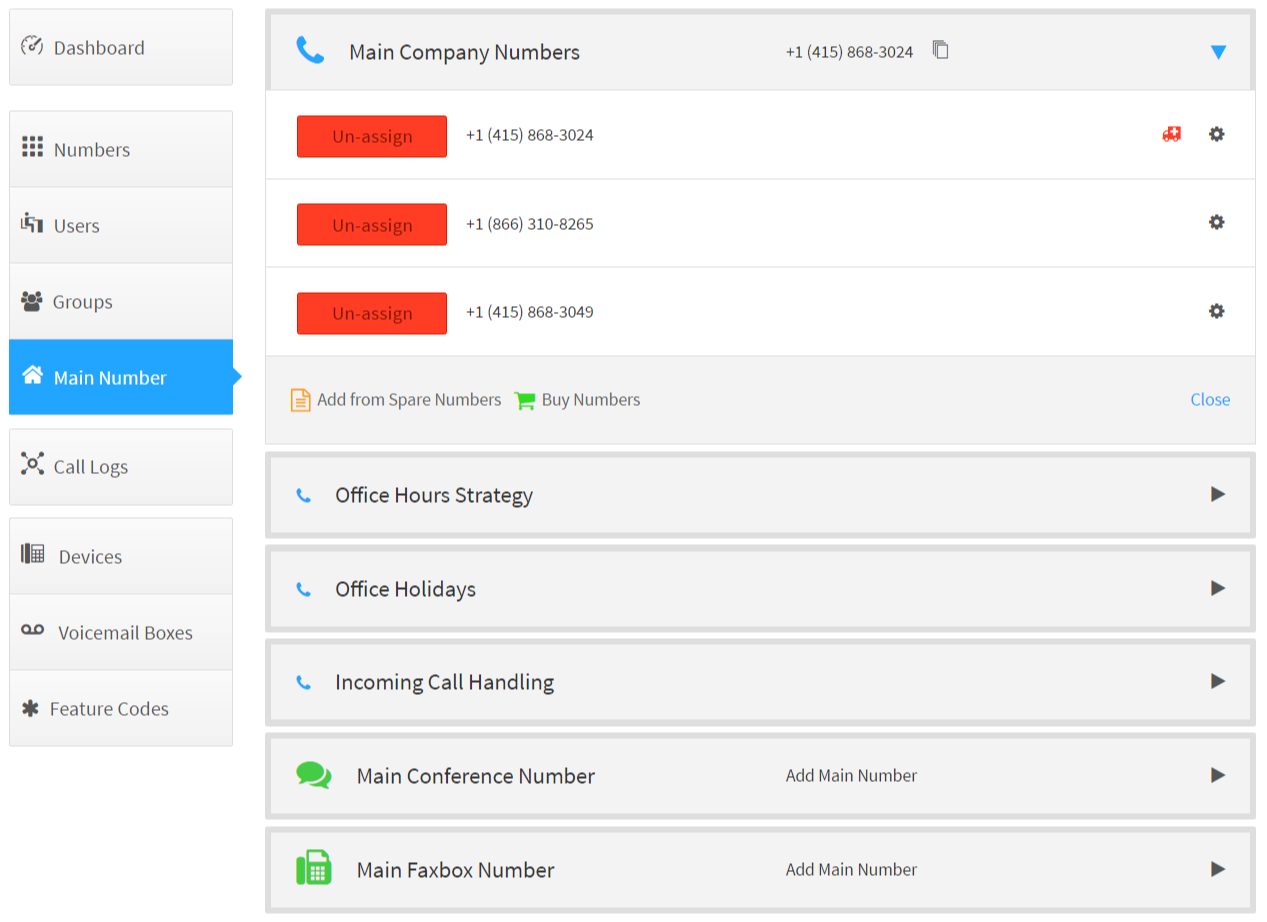 Dashboard
Numbers
Users
Groups
Main Number
Call Logs
Devices
Voicemail Boxes
Feature Codes
Main Company Numbers +1 (415) 868-3024
Un-assign +1 (415) 868-3024
Un-assign +1 (866) 310-8265
Un-assign +1 (415) 868-3049
Add from Spare Numbers Buy Numbers Close
Office Hours Strategy
Office Holidays
Incoming Call Handling
Main Conference Number Add Main Number
Main Faxbox Number Add Main Number